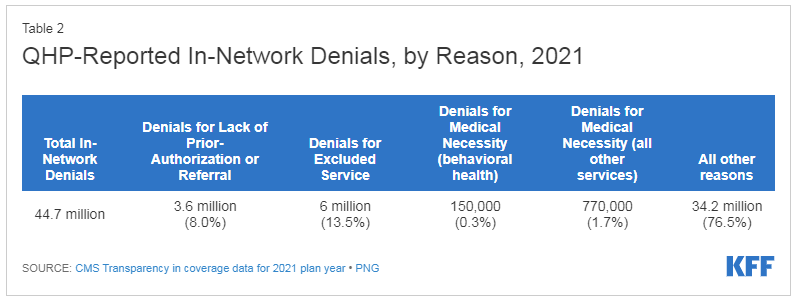 Table 2
QHP-Reported In-Network Denials, by Reason, 2021
Total In-
Network
Denials
Denials for Lack of
Prior-
Authorization or
Referral
Denials for
Excluded
Service
Denials for
Medical
Necessity
(behavioral
health)
Denials for
Medical
Necessity (all
other
services)
All other
reasons
44.7 million
3.6 million
(8.0%)
6 million
(13.5%)
150,000
(0.3%)
770,000
(1.7%)
34.2 million
(76.5%)
SOURCE: CMS Transparency in coverage data for 2021 plan year • PNG
KFF